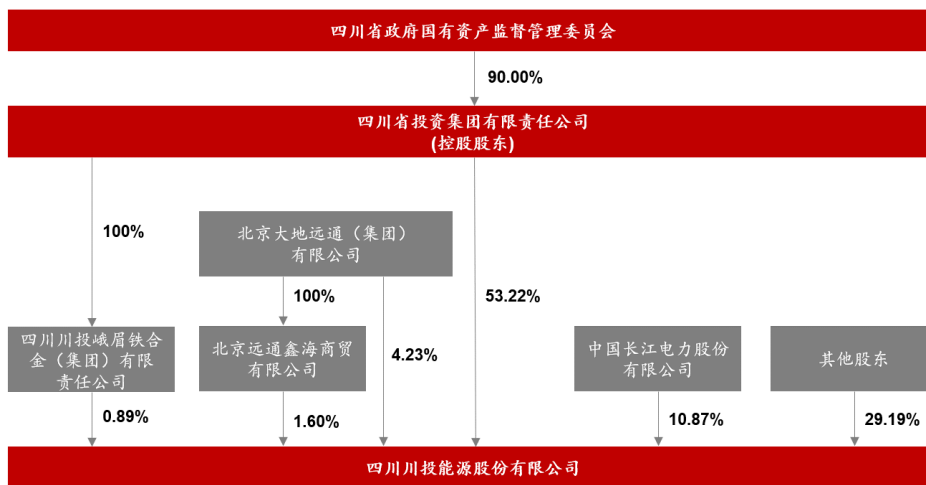 四川省政府国有资产监督管理委员会
90.00%
四川省投资集团有限责任公司
(控股股东)
100%
北京大地远通（集团）
有限公司
100%
53.22%
四川川投峨眉铁合
金（集团）有限
责任公司
北京远通鑫海商贸
有限公司
4.23%
中国长江电力股份
有限公司
其他股东
0.89%
1.60%
10.87%
29.19%
四川川投能源股份有限公司